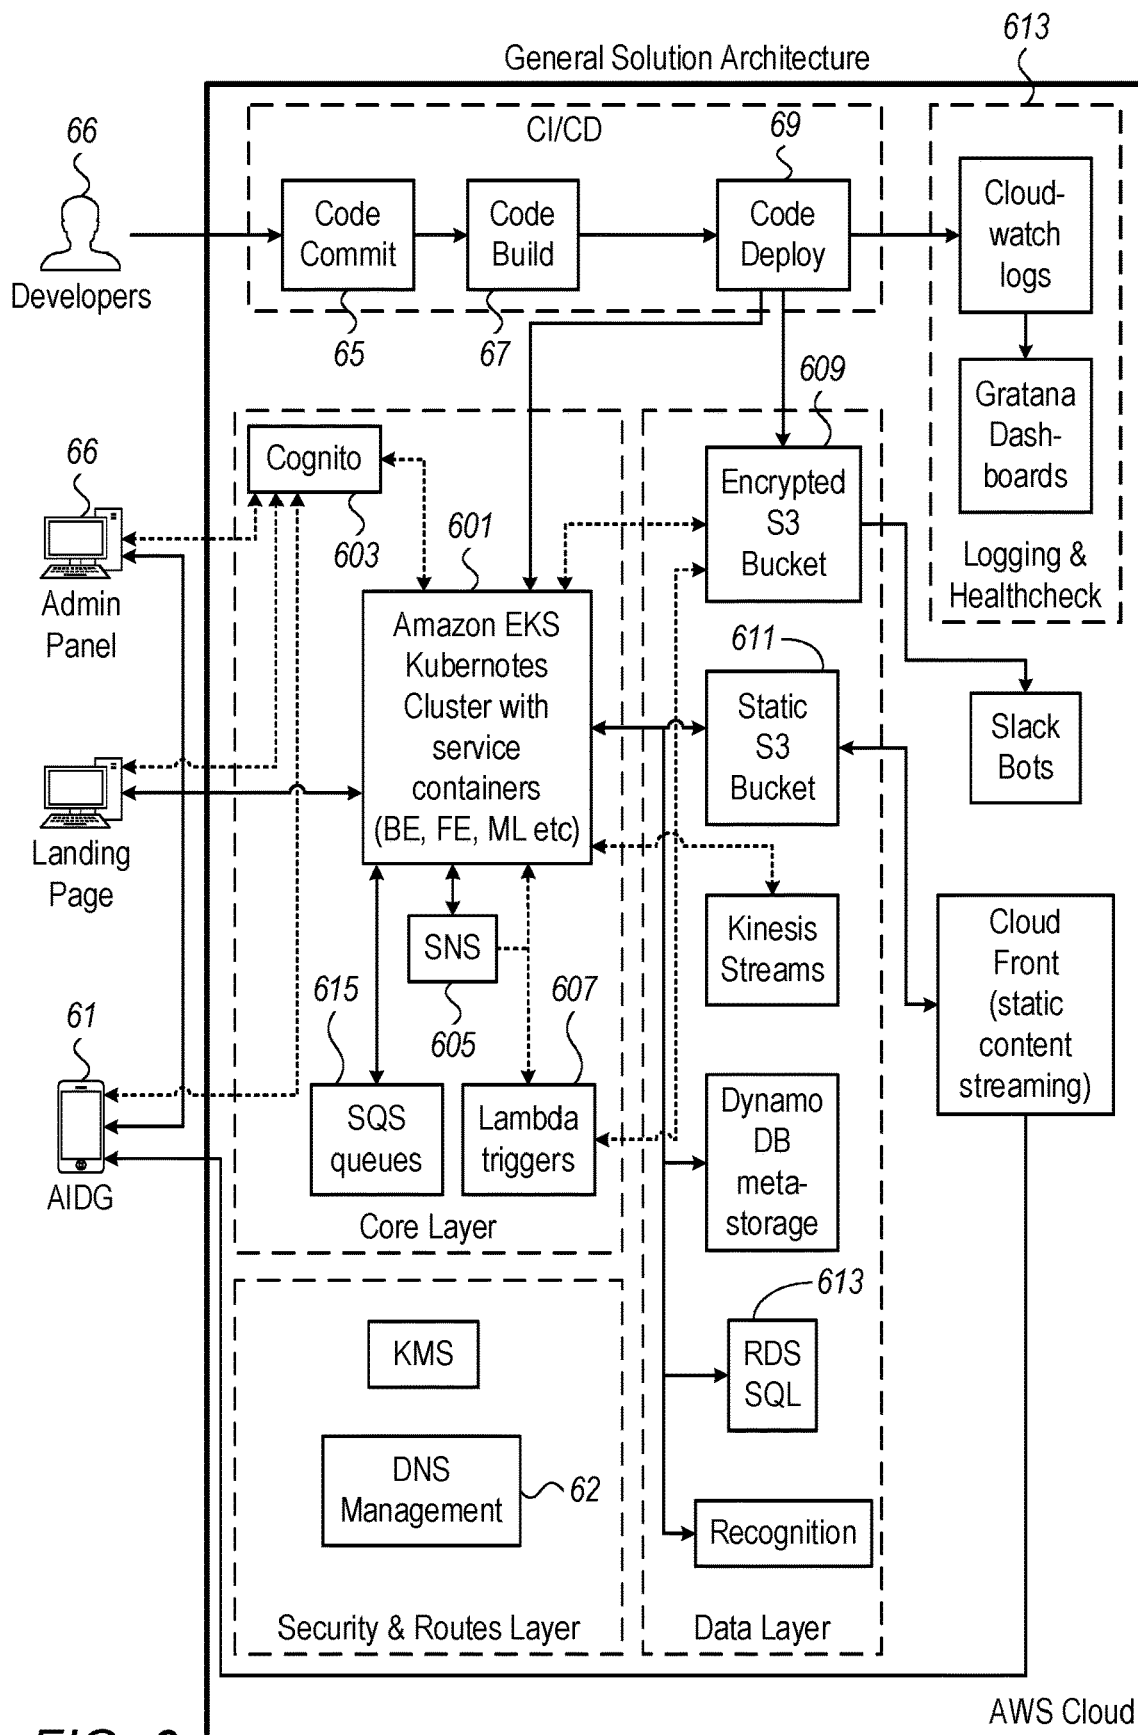 613
General Solution Architecture
66
CI/CD
69
Code
Commit
Code
Build
Code
Deploy
Cloud-
watch
logs
Developers
65
67
609
Gratana
Dash-
boards
Logging &
Healthcheck
66
Admin
Panel
Cognito
603
601
Encrypted
S3
Bucket
611
Amazon EKS
Kubernotes
Cluster with
service
containers
(BE, FE, ML etc)
Static
S3
Bucket
Slack
Bots
Landing
Page
SNS
605
Kinesis
Streams
Cloud
Front
(static
content
streaming)
61
AIDG
615
607
SQS
queues
Lambda
triggers
Core Layer
Dynamo
DB
meta-
storage
613
KMS
RDS
SQL
DNS
Management
62
Recognition
Security & Routes Layer
Data Layer
AWS Cloud